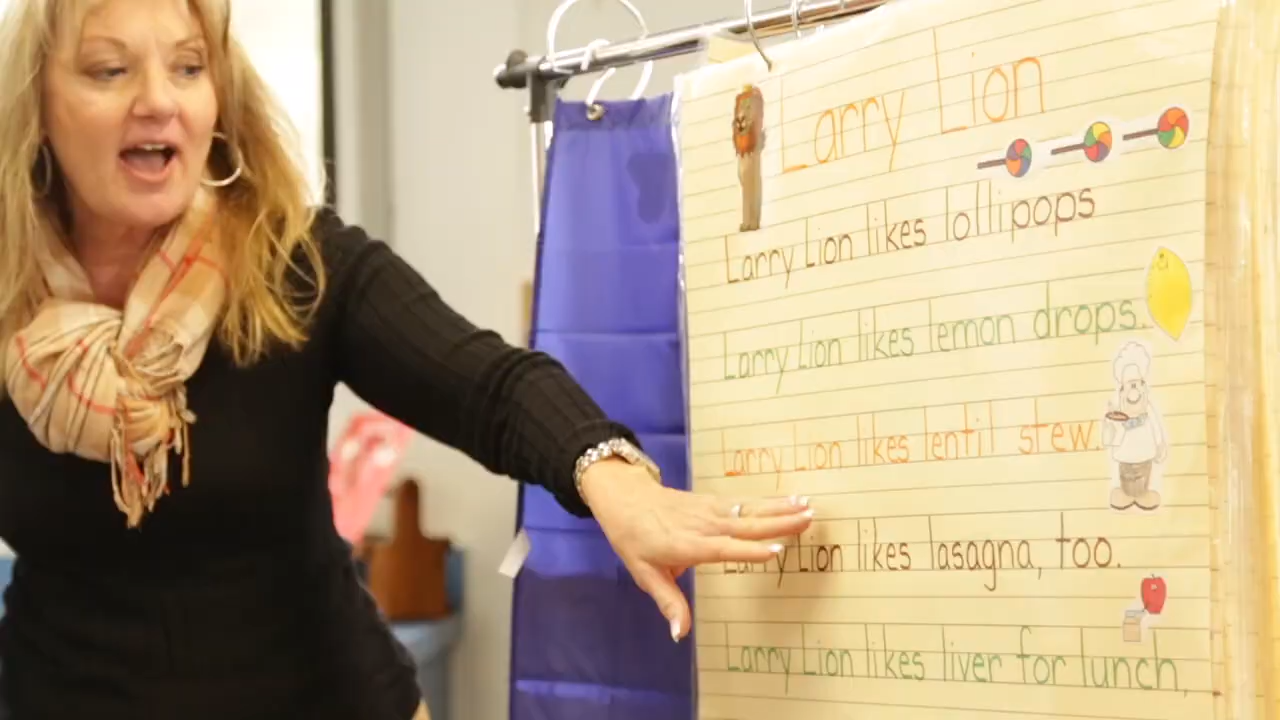 Larry Lion
Larry Lion likes lollipops
Larry Lion likes lemon drops.
Larry Lion likes lentil stew.
Larry Lion likes lasagna, too.
Larry Lion likes liver for lunch,